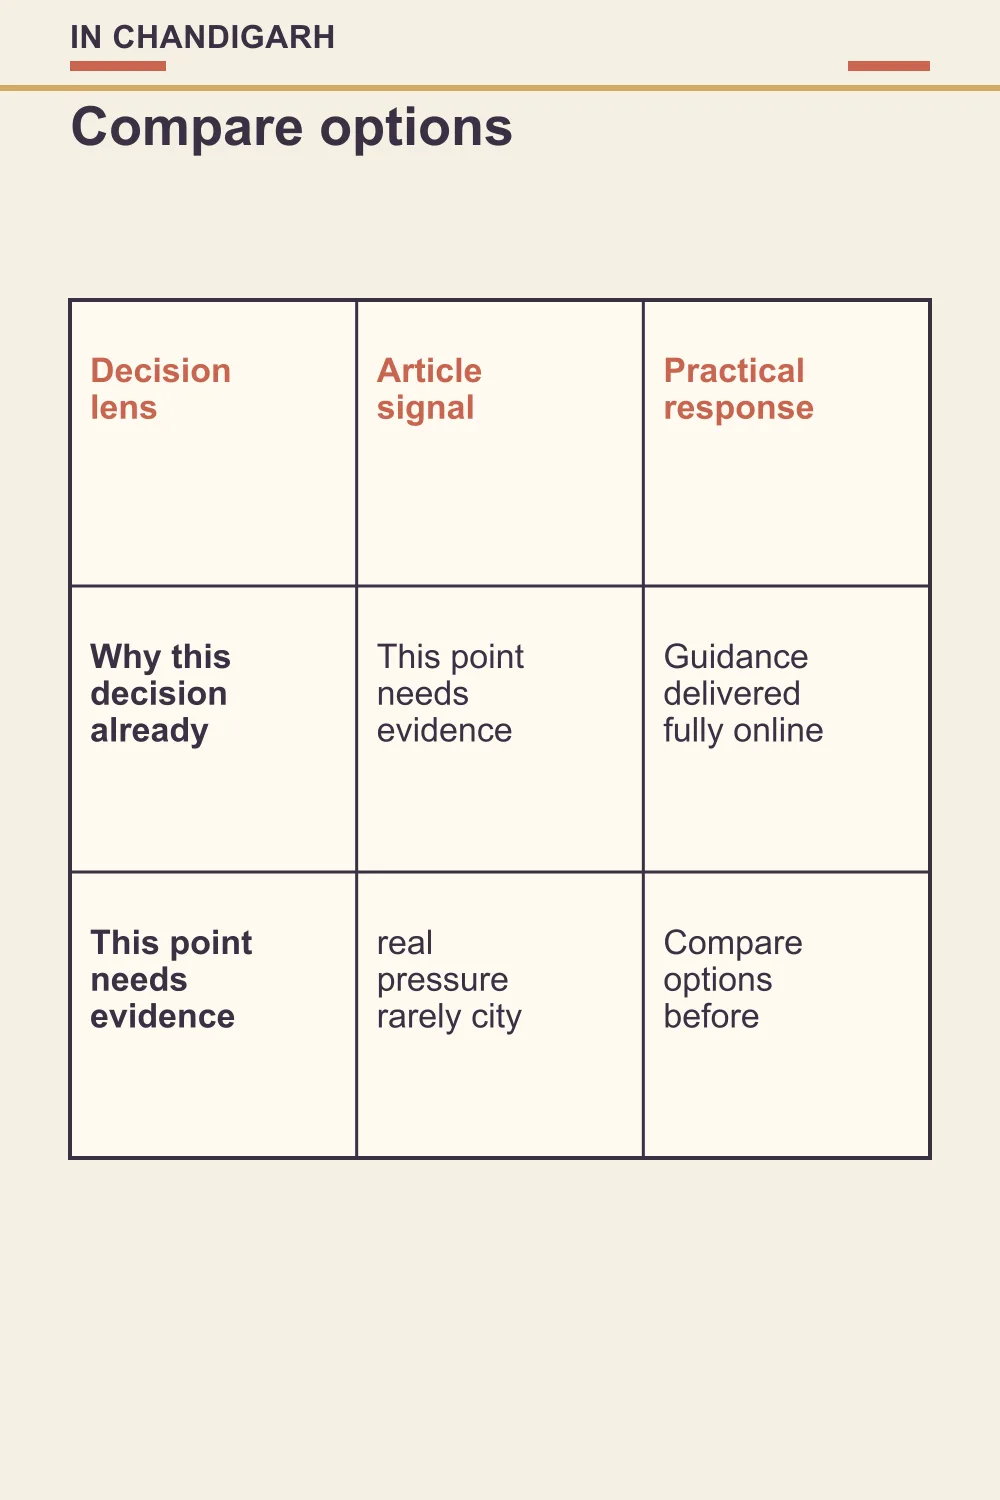 IN CHANDIGARH
Compare options
Decision
lens
Article
signal
Practical
response
Why this
decision
already
This point
needs
evidence
Guidance
delivered
fully online
This point
needs
evidence
real
pressure
rarely city
Compare
options
before